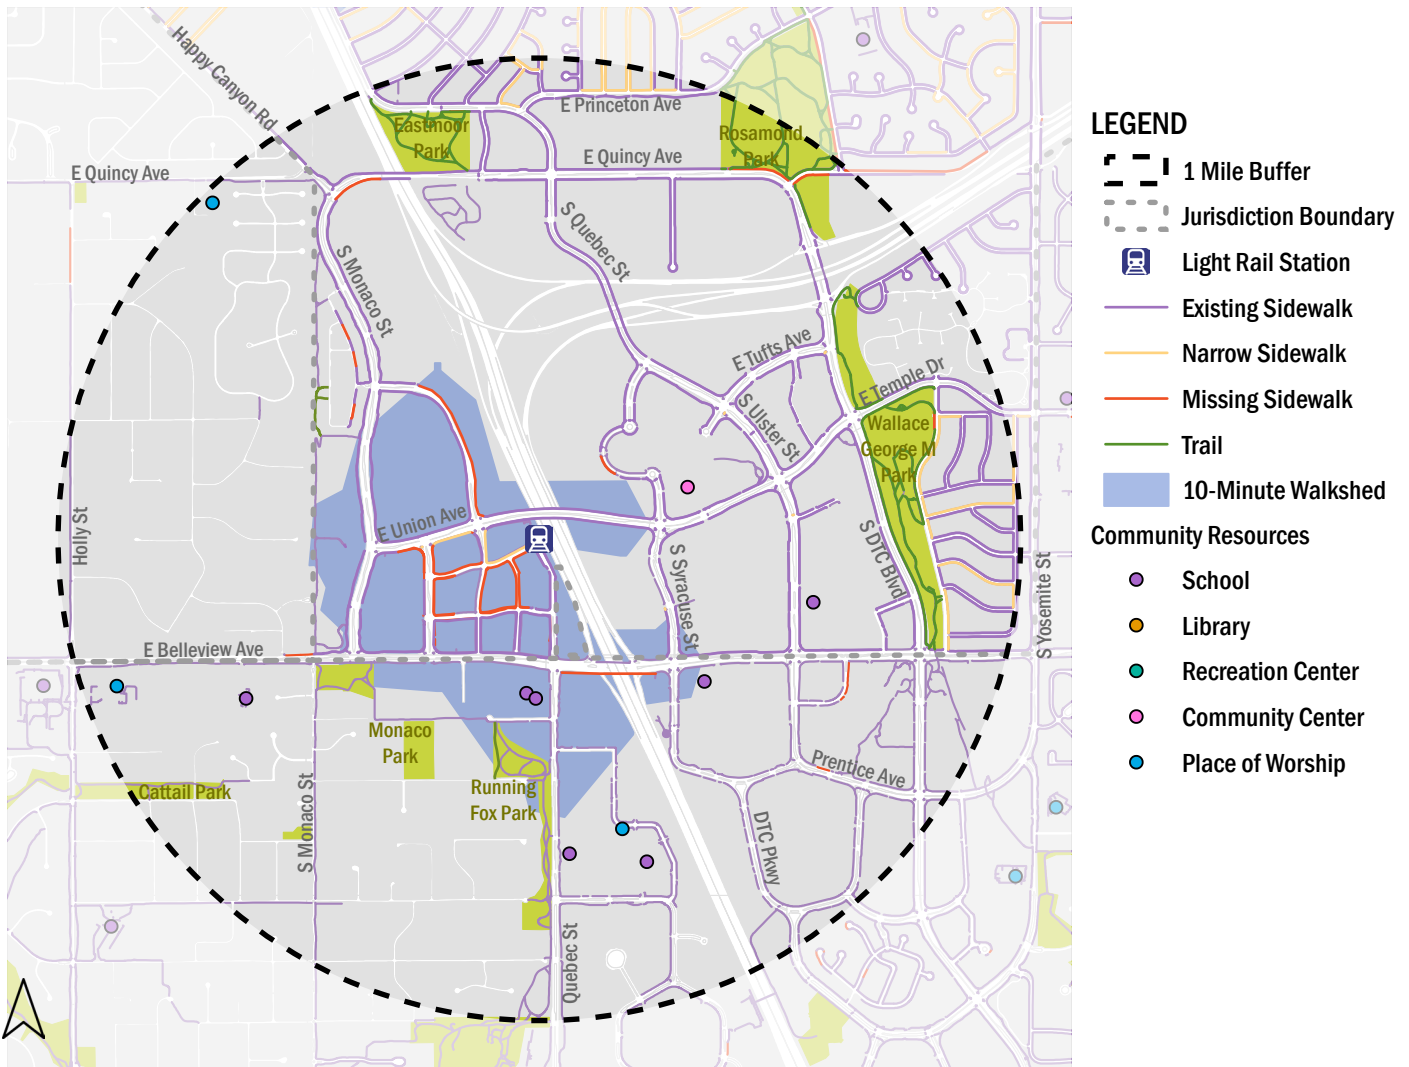 Happy Canyon Rd
E Princeton Ave
Eastmoor
Park
Rosamond
Park
E Quincy Ave
E Quincy Ave
S Quebec St
S Monaco St
E Tufts Ave
E Temple Dr
S Ulster St
Wallace
George M
Park
E Union Ave
Holly St
S DTC Blvd
S Syracuse St
S Yosemite St
E Belleview Ave
Monaco
Park
Prentice Ave
Cattail Park
Running
Fox Park
S Monaco St
DTC Pkwy
Quebec St
LEGEND
1 Mile Buffer
Jurisdiction Boundary
Light Rail Station
Existing Sidewalk
Narrow Sidewalk
Missing Sidewalk
Trail
10-Minute Walkshed
Community Resources
School
Library
Recreation Center
Community Center
Place of Worship